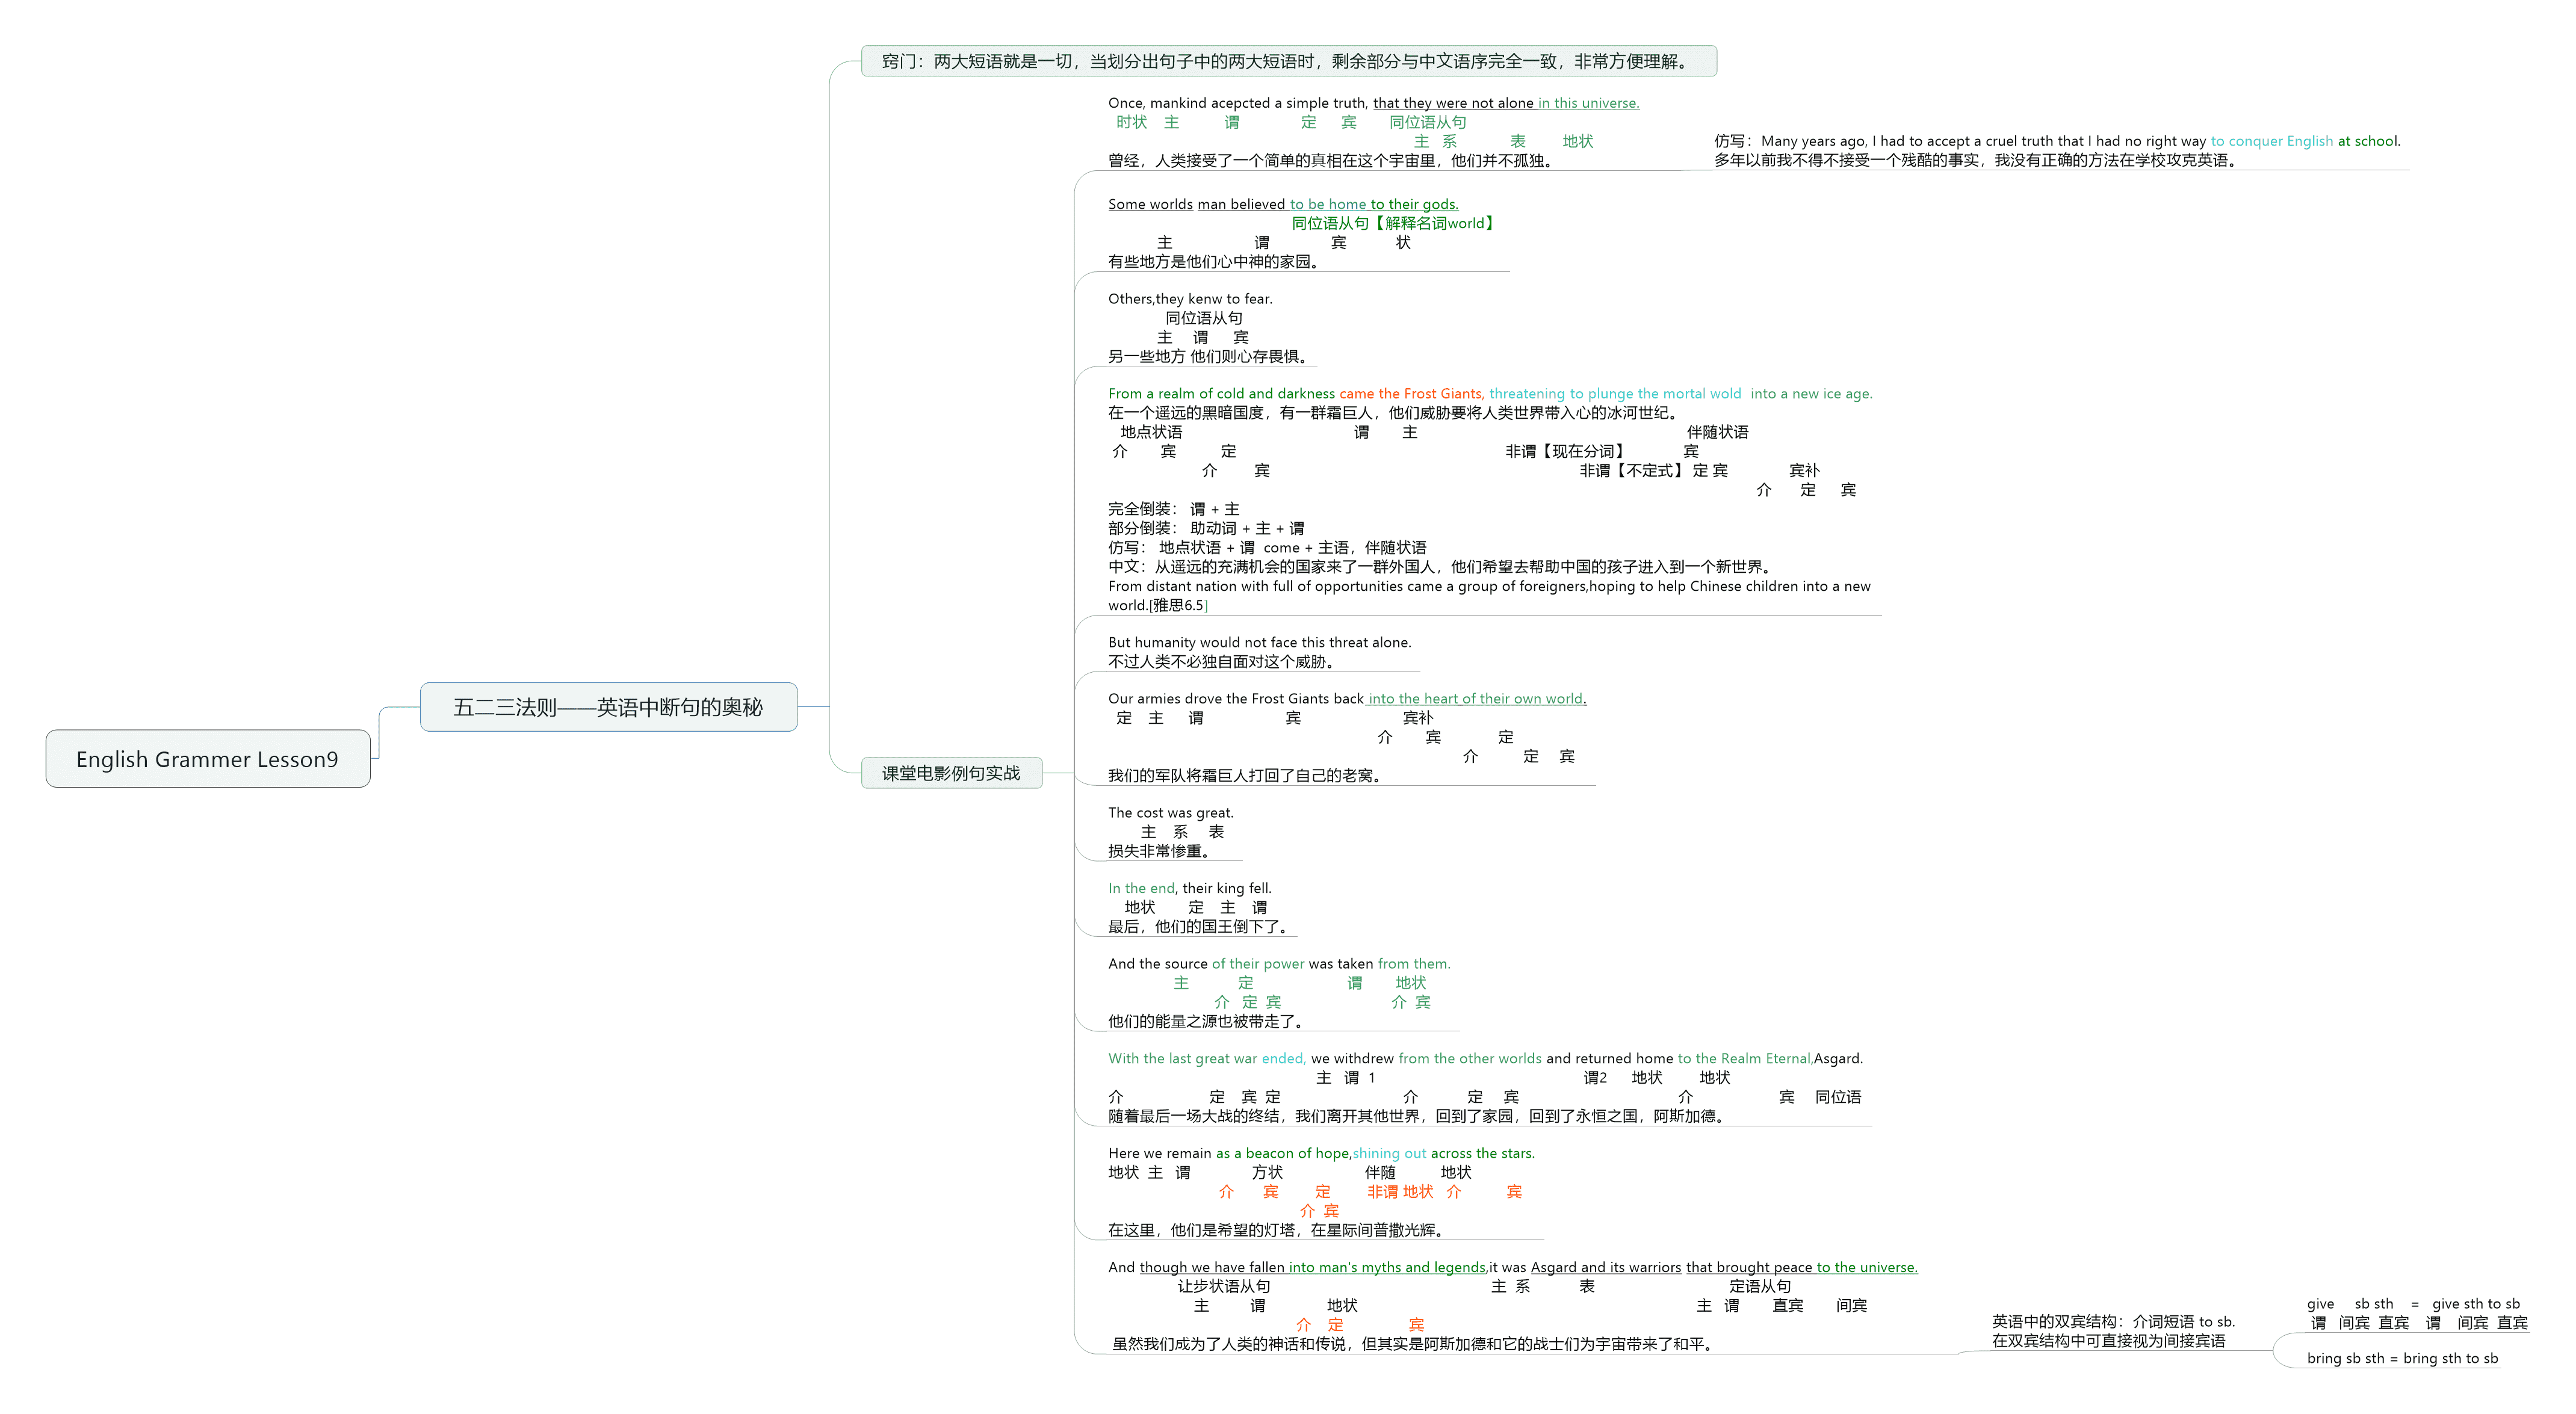 English Grammer Lesson9
五二三法则——英语中断句的奥秘
窍门：两大短语就是一切，当划分出句子中的两大短语时，剩余部分与中文语序完全一致，非常方便理解。
课堂电影例句实战
Once, mankind acepcted a simple truth, that they were not alone in this universe.
时状 主 谓 定 宾 同位语从句
主 系 表 地状
曾经，人类接受了一个简单的真相在这个宇宙里，他们并不孤独。
仿写：Many years ago, I had to accept a cruel truth that I had no right way to conquer English at school.
多年以前我不得不接受一个残酷的事实，我没有正确的方法在学校攻克英语。
Some worlds man believed to be home to their gods.
同位语从句【解释名词world】
主 谓 宾 状
有些地方是他们心中神的家园。
Others,they kenw to fear.
同位语从句
主 谓 宾
另一些地方 他们则心存畏惧。
From a realm of cold and darkness came the Frost Giants, threatening to plunge the mortal wold into a new ice age.
在一个遥远的黑暗国度，有一群霜巨人，他们威胁要将人类世界带入心的冰河世纪。
地点状语 谓 主 伴随状语
介 宾 定 非谓【现在分词】 宾
介 宾 非谓【不定式】 定 宾 宾补
介 定 宾
完全倒装： 谓 + 主
部分倒装： 助动词 + 主 + 谓
仿写： 地点状语 + 谓 come + 主语，伴随状语
中文：从遥远的充满机会的国家来了一群外国人，他们希望去帮助中国的孩子进入到一个新世界。
From distant nation with full of opportunities came a group of foreigners,hoping to help Chinese children into a new
world.[雅思6.5]
But humanity would not face this threat alone.
不过人类不必独自面对这个威胁。
Our armies drove the Frost Giants back into the heart of their own world.
定 主 谓 宾 宾补
介 宾 定
介 定 宾
我们的军队将霜巨人打回了自己的老窝。
The cost was great.
主 系 表
损失非常惨重。
In the end, their king fell.
地状 定 主 谓
最后，他们的国王倒下了。
And the source of their power was taken from them.
主 定 谓 地状
介 定 宾 介 宾
他们的能量之源也被带走了。
With the last great war ended, we withdrew from the other worlds and returned home to the Realm Eternal,Asgard.
主 谓 1 谓2 地状 地状
介 定 宾 定 介 定 宾 介 宾 同位语
随着最后一场大战的终结，我们离开其他世界，回到了家园，回到了永恒之国，阿斯加德。
Here we remain as a beacon of hope,shining out across the stars.
地状 主 谓 方状 伴随 地状
介 宾 定 非谓 地状 介 宾
介 宾
在这里，他们是希望的灯塔，在星际间普撒光辉。
And though we have fallen into man's myths and legends,it was Asgard and its warriors that brought peace to the universe.
让步状语从句 主 系 表 定语从句
主 谓 地状 主 谓 直宾 间宾
介 定 宾
虽然我们成为了人类的神话和传说，但其实是阿斯加德和它的战士们为宇宙带来了和平。
英语中的双宾结构：介词短语 to sb.
在双宾结构中可直接视为间接宾语
give sb sth = give sth to sb
谓 间宾 直宾 谓 间宾 直宾
bring sb sth = bring sth to sb